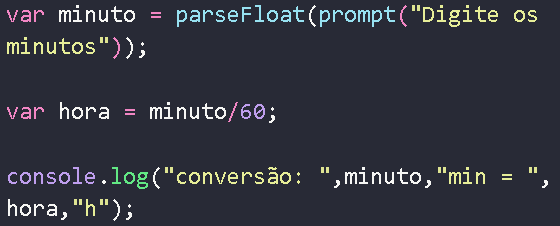 var minuto = parseFloat(prompt("Digite os
minutos"));
var hora = minuto/60;
console.log("conversão: ",minuto,"min = ",
hora,"h");